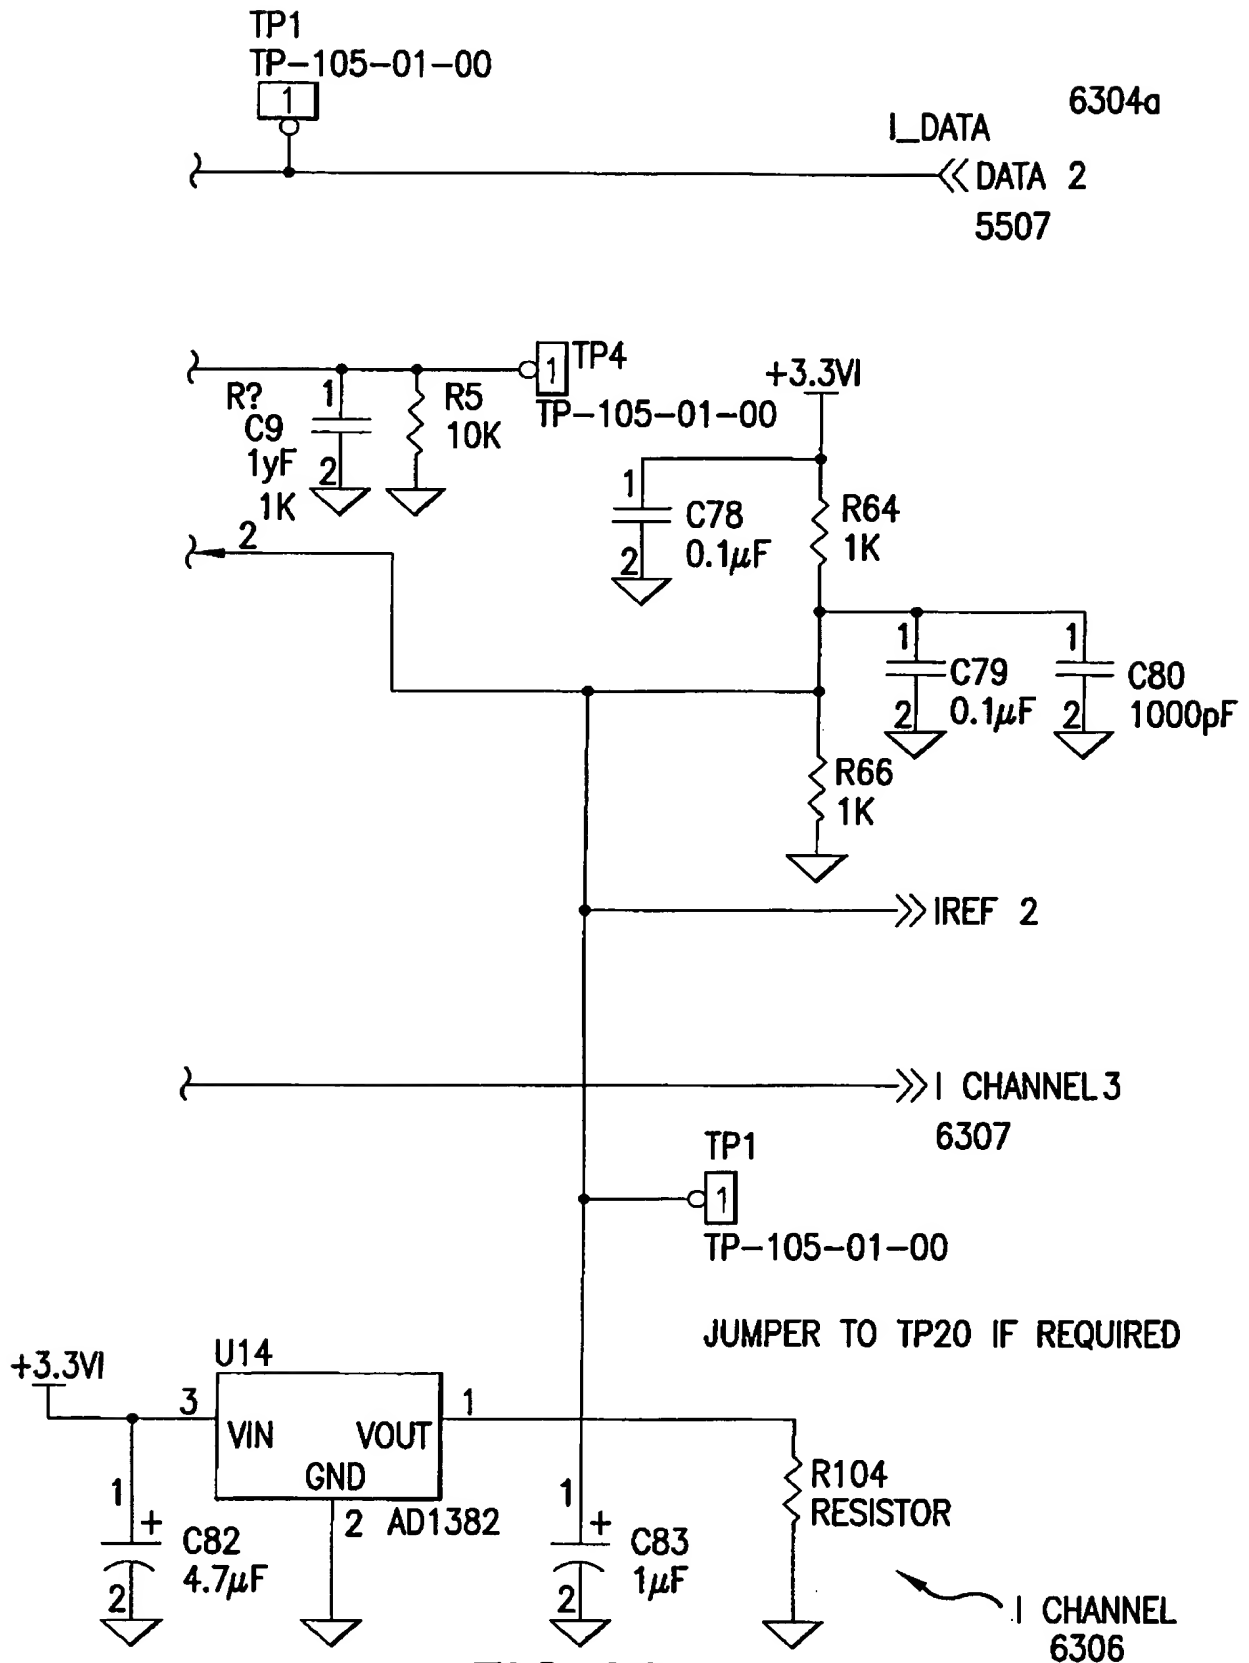 TP1
TP-105-01-00
1
6304a
I_DATA
DATA 2
5507
1
TP4
TP-105-01-00
R?
1
C9
1yF
2
1K
R5
10K
+3.3VI
1
C78
0.1μF
2
R64
1K
2
1
C79
0.1μF
2
1
C80
1000pF
2
R66
1K
IREF 2
I CHANNEL3
6307
TP1
1
TP-105-01-00
JUMPER TO TP20 IF REQUIRED
+3.3VI
U14
3
VIN
VOUT
GND
1
2
AD1382
1
+
C82
4.7μF
2
1
+
C83
1μF
2
R104
RESISTOR
I CHANNEL
6306